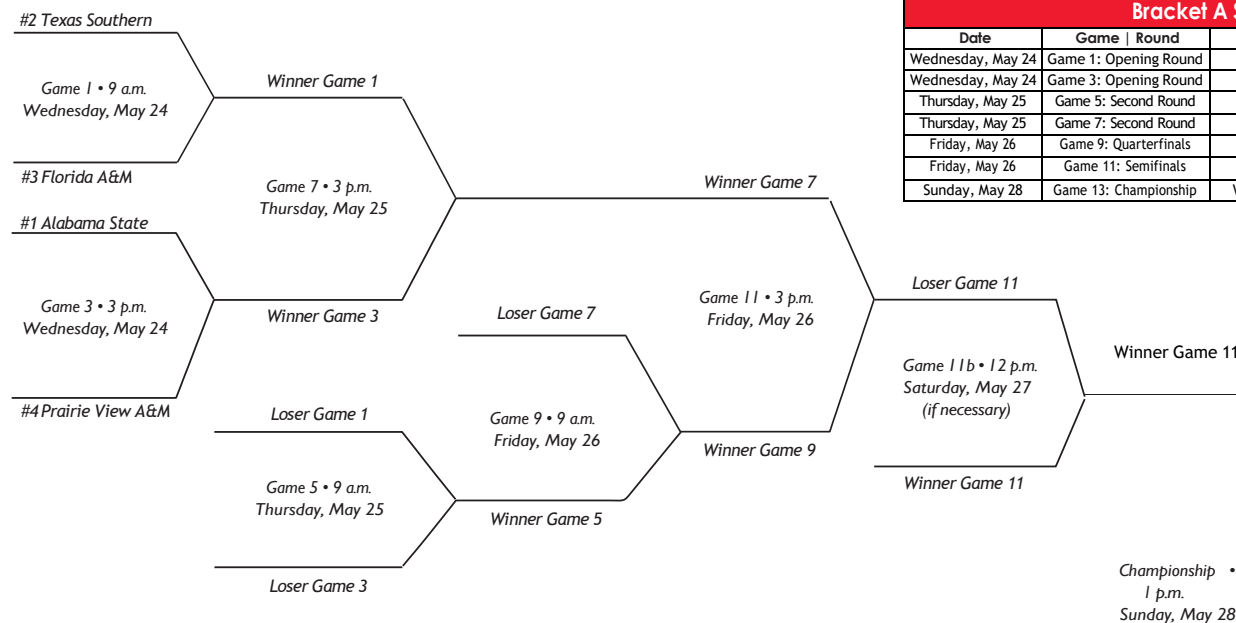 #2 Texas Southern
Game 1 • 9 a.m.
Wednesday, May 24
#3 Florida A&M
Winner Game 1
#1 Alabama State
Game 3 • 3 p.m.
Wednesday, May 24
#4 Prairie View A&M
Winner Game 3
Game 7 • 3 p.m.
Thursday, May 25
Winner Game 7
Loser Game 1
Game 5 • 9 a.m.
Thursday, May 25
Loser Game 3
Loser Game 7
Game 9 • 9 a.m.
Friday, May 26
Winner Game 5
Game 11 • 3 p.m.
Friday, May 26
Winner Game 9
Loser Game 11
Game 11b • 12 p.m.
Saturday, May 27
(if necessary)
Winner Game 11
Winner Game 11
Championship •
1 p.m.
Sunday, May 28
Bracket A
Date Game | Round
Wednesday, May 24 Game 1: Opening Round
Wednesday, May 24 Game 3: Opening Round
Thursday, May 25 Game 5: Second Round
Thursday, May 25 Game 7: Second Round
Friday, May 26 Game 9: Quarterfinals
Friday, May 26 Game 11: Semifinals
Sunday, May 28 Game 13: Championship